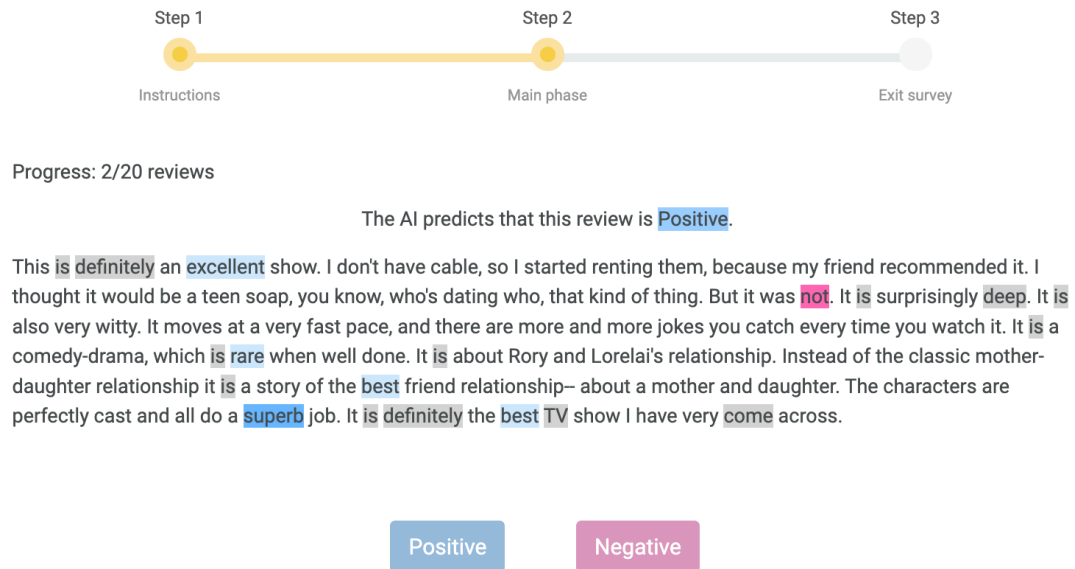 Step 1 Step 2 Step 3
Instructions Main phase Exit survey
Progress: 2/20 reviews
The AI predicts that this review is Positive.
This is definitely an excellent show. I don't have cable, so I started renting them, because my friend recommended it. I
thought it would be a teen soap, you know, who's dating who, that kind of thing. But it was not. It is surprisingly deep. It is
also very witty. It moves at a very fast pace, and there are more and more jokes you catch every time you watch it. It is a
comedy-drama, which is rare when well done. It is about Rory and Lorelai's relationship. Instead of the classic mother-
daughter relationship it is a story of the best friend relationship-- about a mother and daughter. The characters are
perfectly cast and all do a superb job. It is definitely the best TV show I have very come across.
Positive Negative